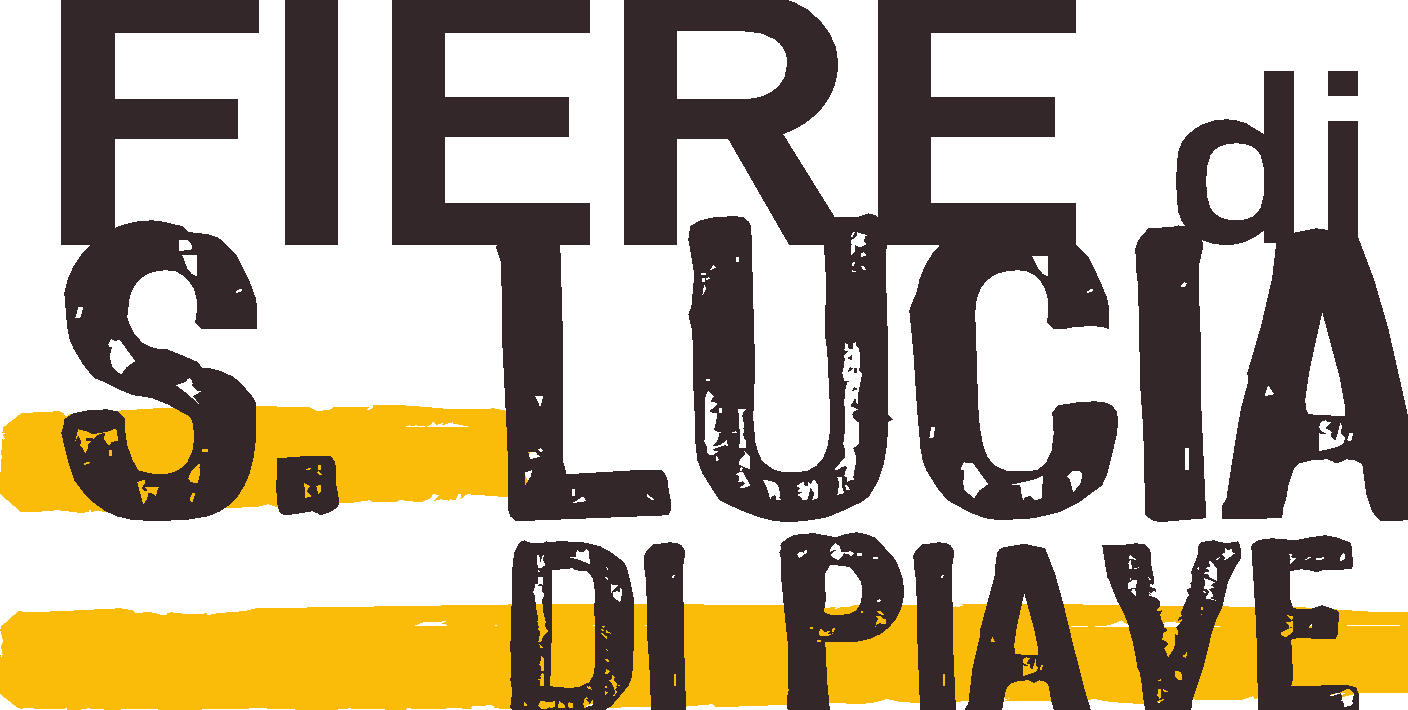 FIERE di
S. LUCIA
DI PIAVE